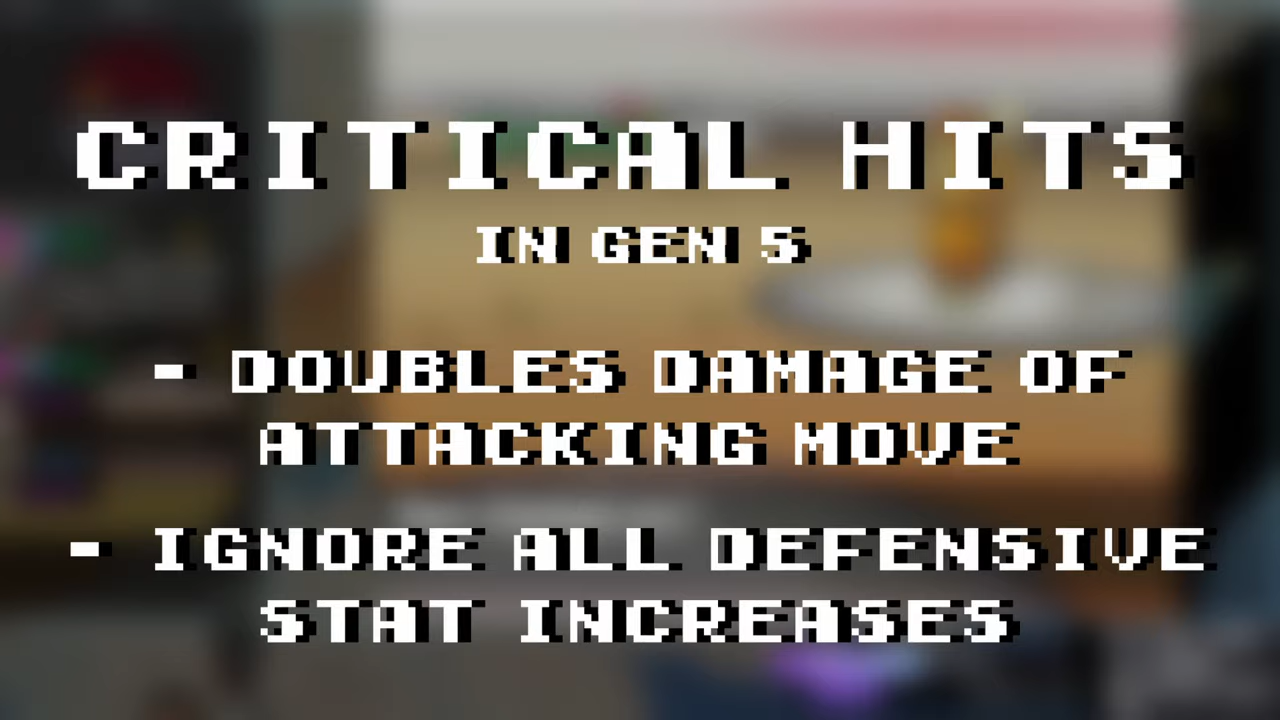 CRITICAL HITS
IN GEN 5
- DOUBLES DAMAGE OF
ATTACKING MOVE
- IGNORE ALL DEFENSIVE
STAT INCREASES